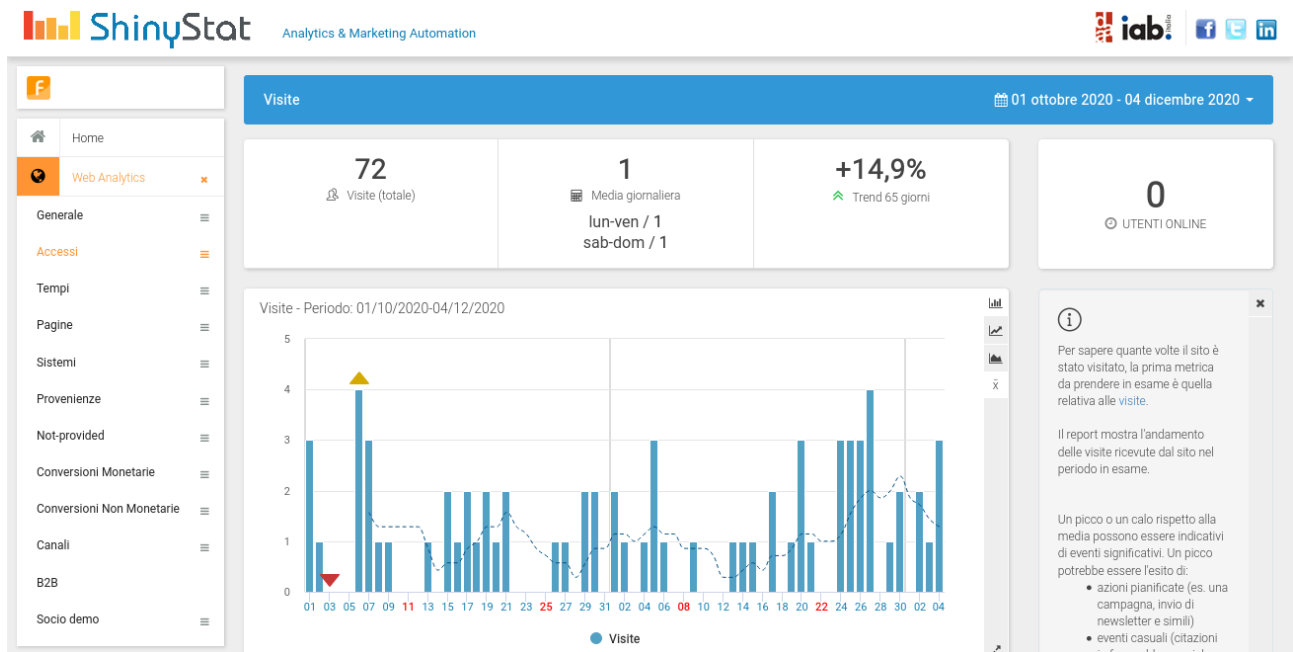 ShinyStat
Analytics & Marketing Automation
iab:
italia
f
t
in
F
Home
Web Analytics
Generale
Accessi
Tempi
Pagine
Sistemi
Provenienze
Not-provided
Conversioni Monetarie
Conversioni Non Monetarie
Canali
B2B
Socio demo
Visite
01 ottobre 2020 - 04 dicembre 2020
72
Visite (totale)
1
Media giornaliera
lun-ven / 1
sab-dom / 1
+14,9%
Trend 65 giorni
0
UTENTI ONLINE
Visite - Periodo: 01/10/2020-04/12/2020
5
4
3
2
1
0
01 03 05 07 09 11 13 15 17 19 21 23 25 27 29 31 02 04 06 08 10 12 14 16 18 20 22 24 26 28 30 02 04
Visite
x̄
i
Per sapere quante volte il sito è
stato visitato, la prima metrica
da prendere in esame è quella
relativa alle visite.
Il report mostra l'andamento
delle visite ricevute dal sito nel
periodo in esame.
Un picco o un calo rispetto alla
media possono essere indicativi
di eventi significativi. Un picco
potrebbe essere l'esito di:
• azioni pianificate (es. una
campagna, invio di
newsletter e simili)
• eventi casuali (citazioni